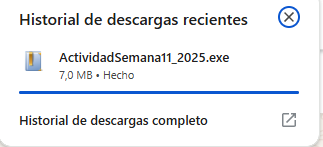 Historial de descargas recientes
ActividadSemana11_2025.exe
7,0 MB • Hecho
Historial de descargas completo